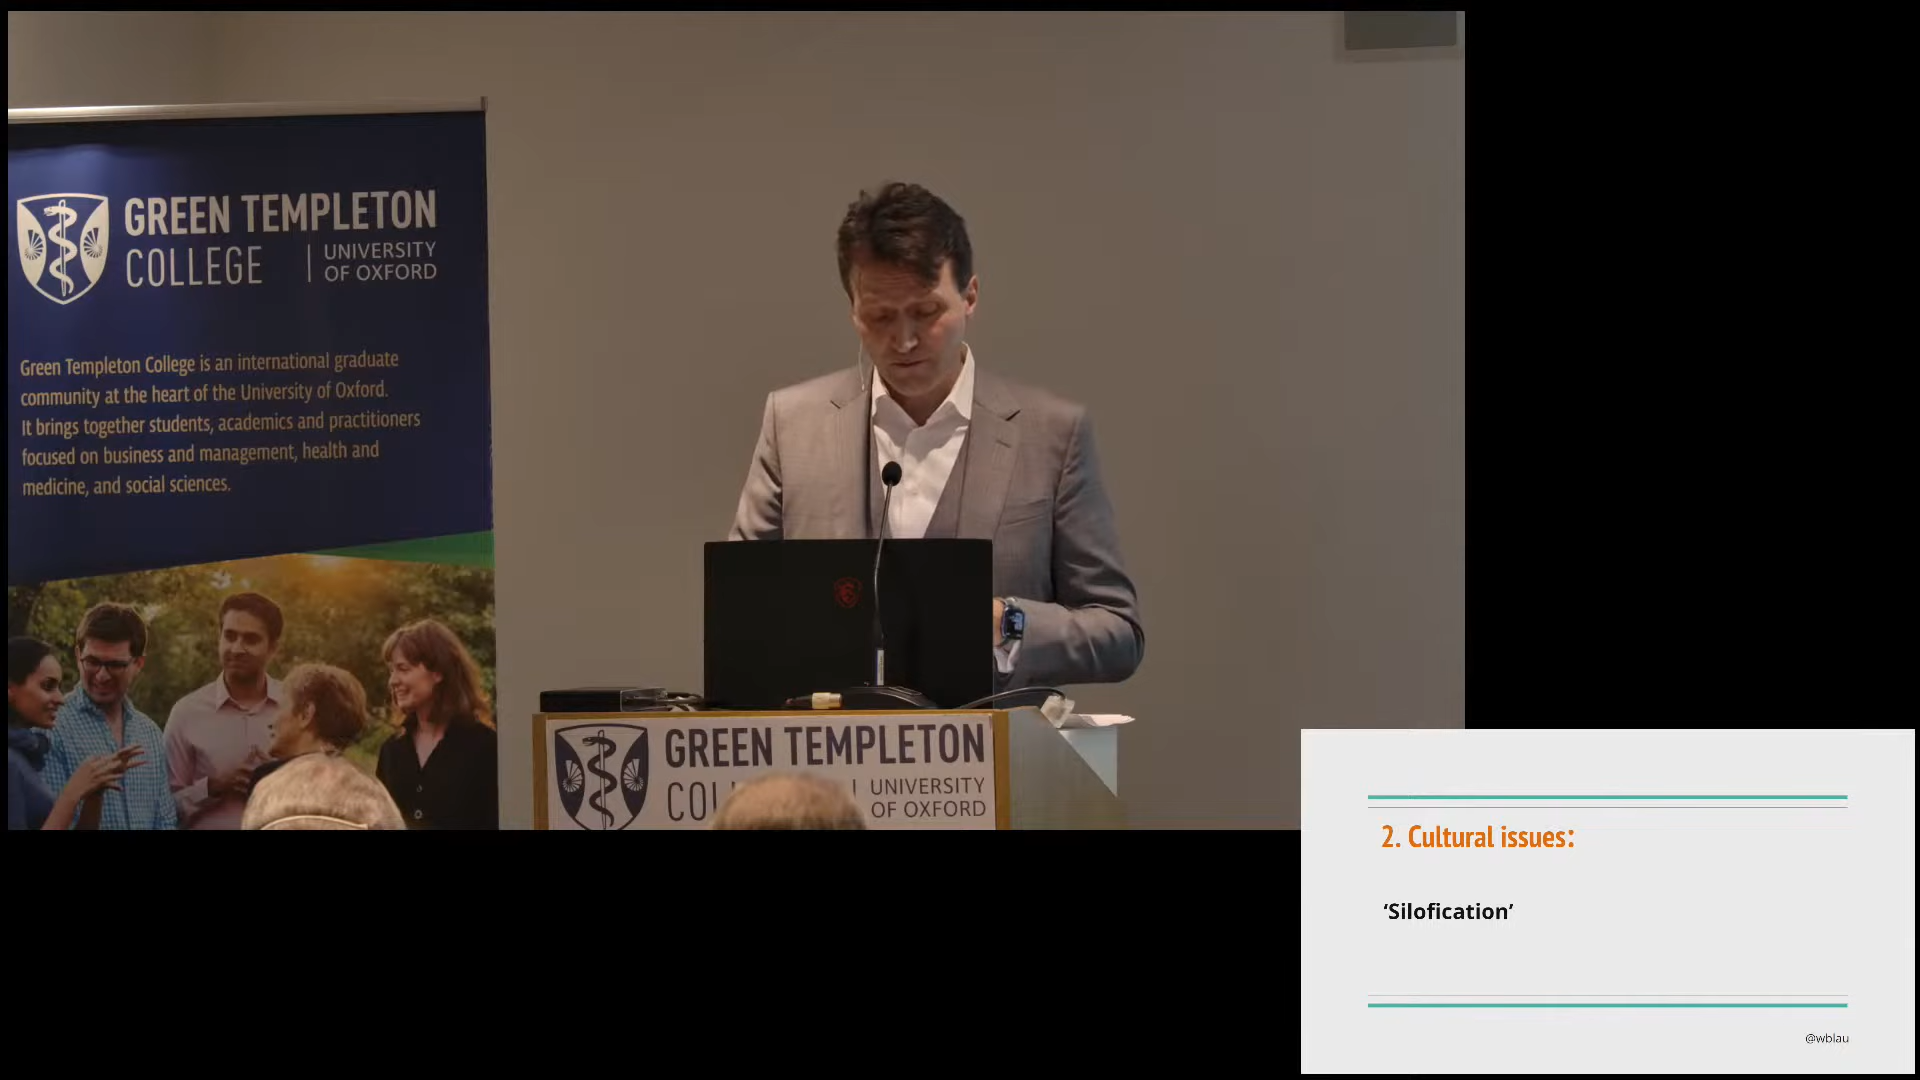 GREEN TEMPLETON
COLLEGE
UNIVERSITY
OF OXFORD
Green Templeton College is an international graduate
community at the heart of the University of Oxford.
It brings together students, academics and practitioners
focused on business and management, health and
medicine, and social sciences.
GREEN TEMPLETON
COL
UNIVERSITY
OF OXFORD
2. Cultural issues:
‘Silofication’
@wblau